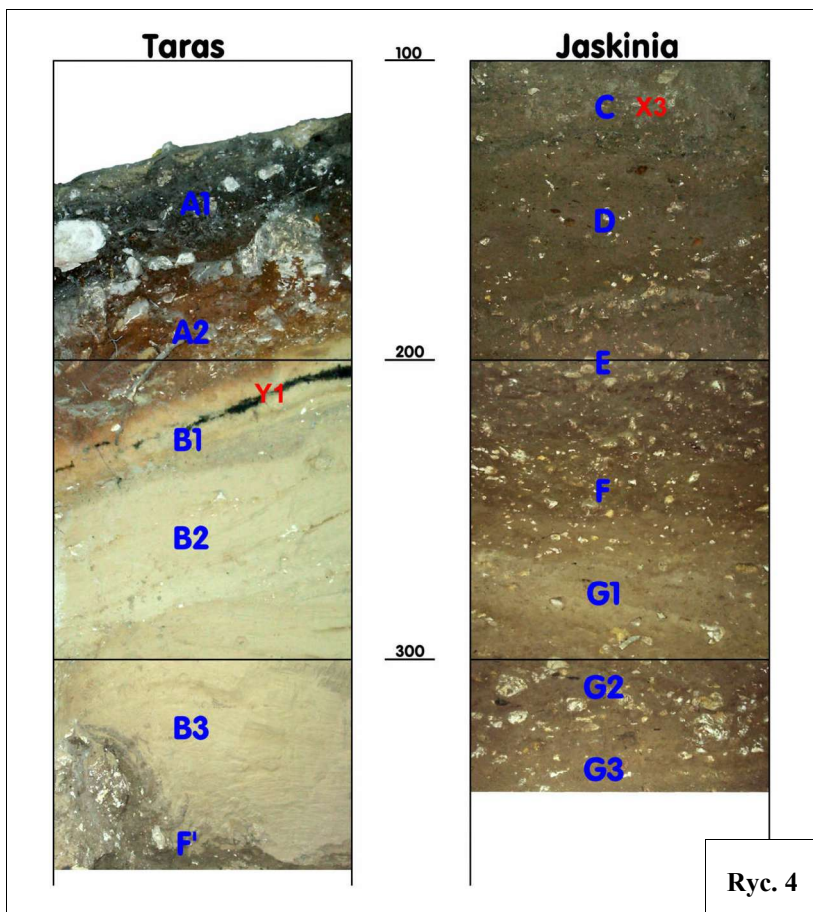 Taras
Jaskinia
100
C X3
A1
D
A2
200
E
Y1
B1
F
B2
G1
300
G2
B3
G3
F'
Ryc. 4